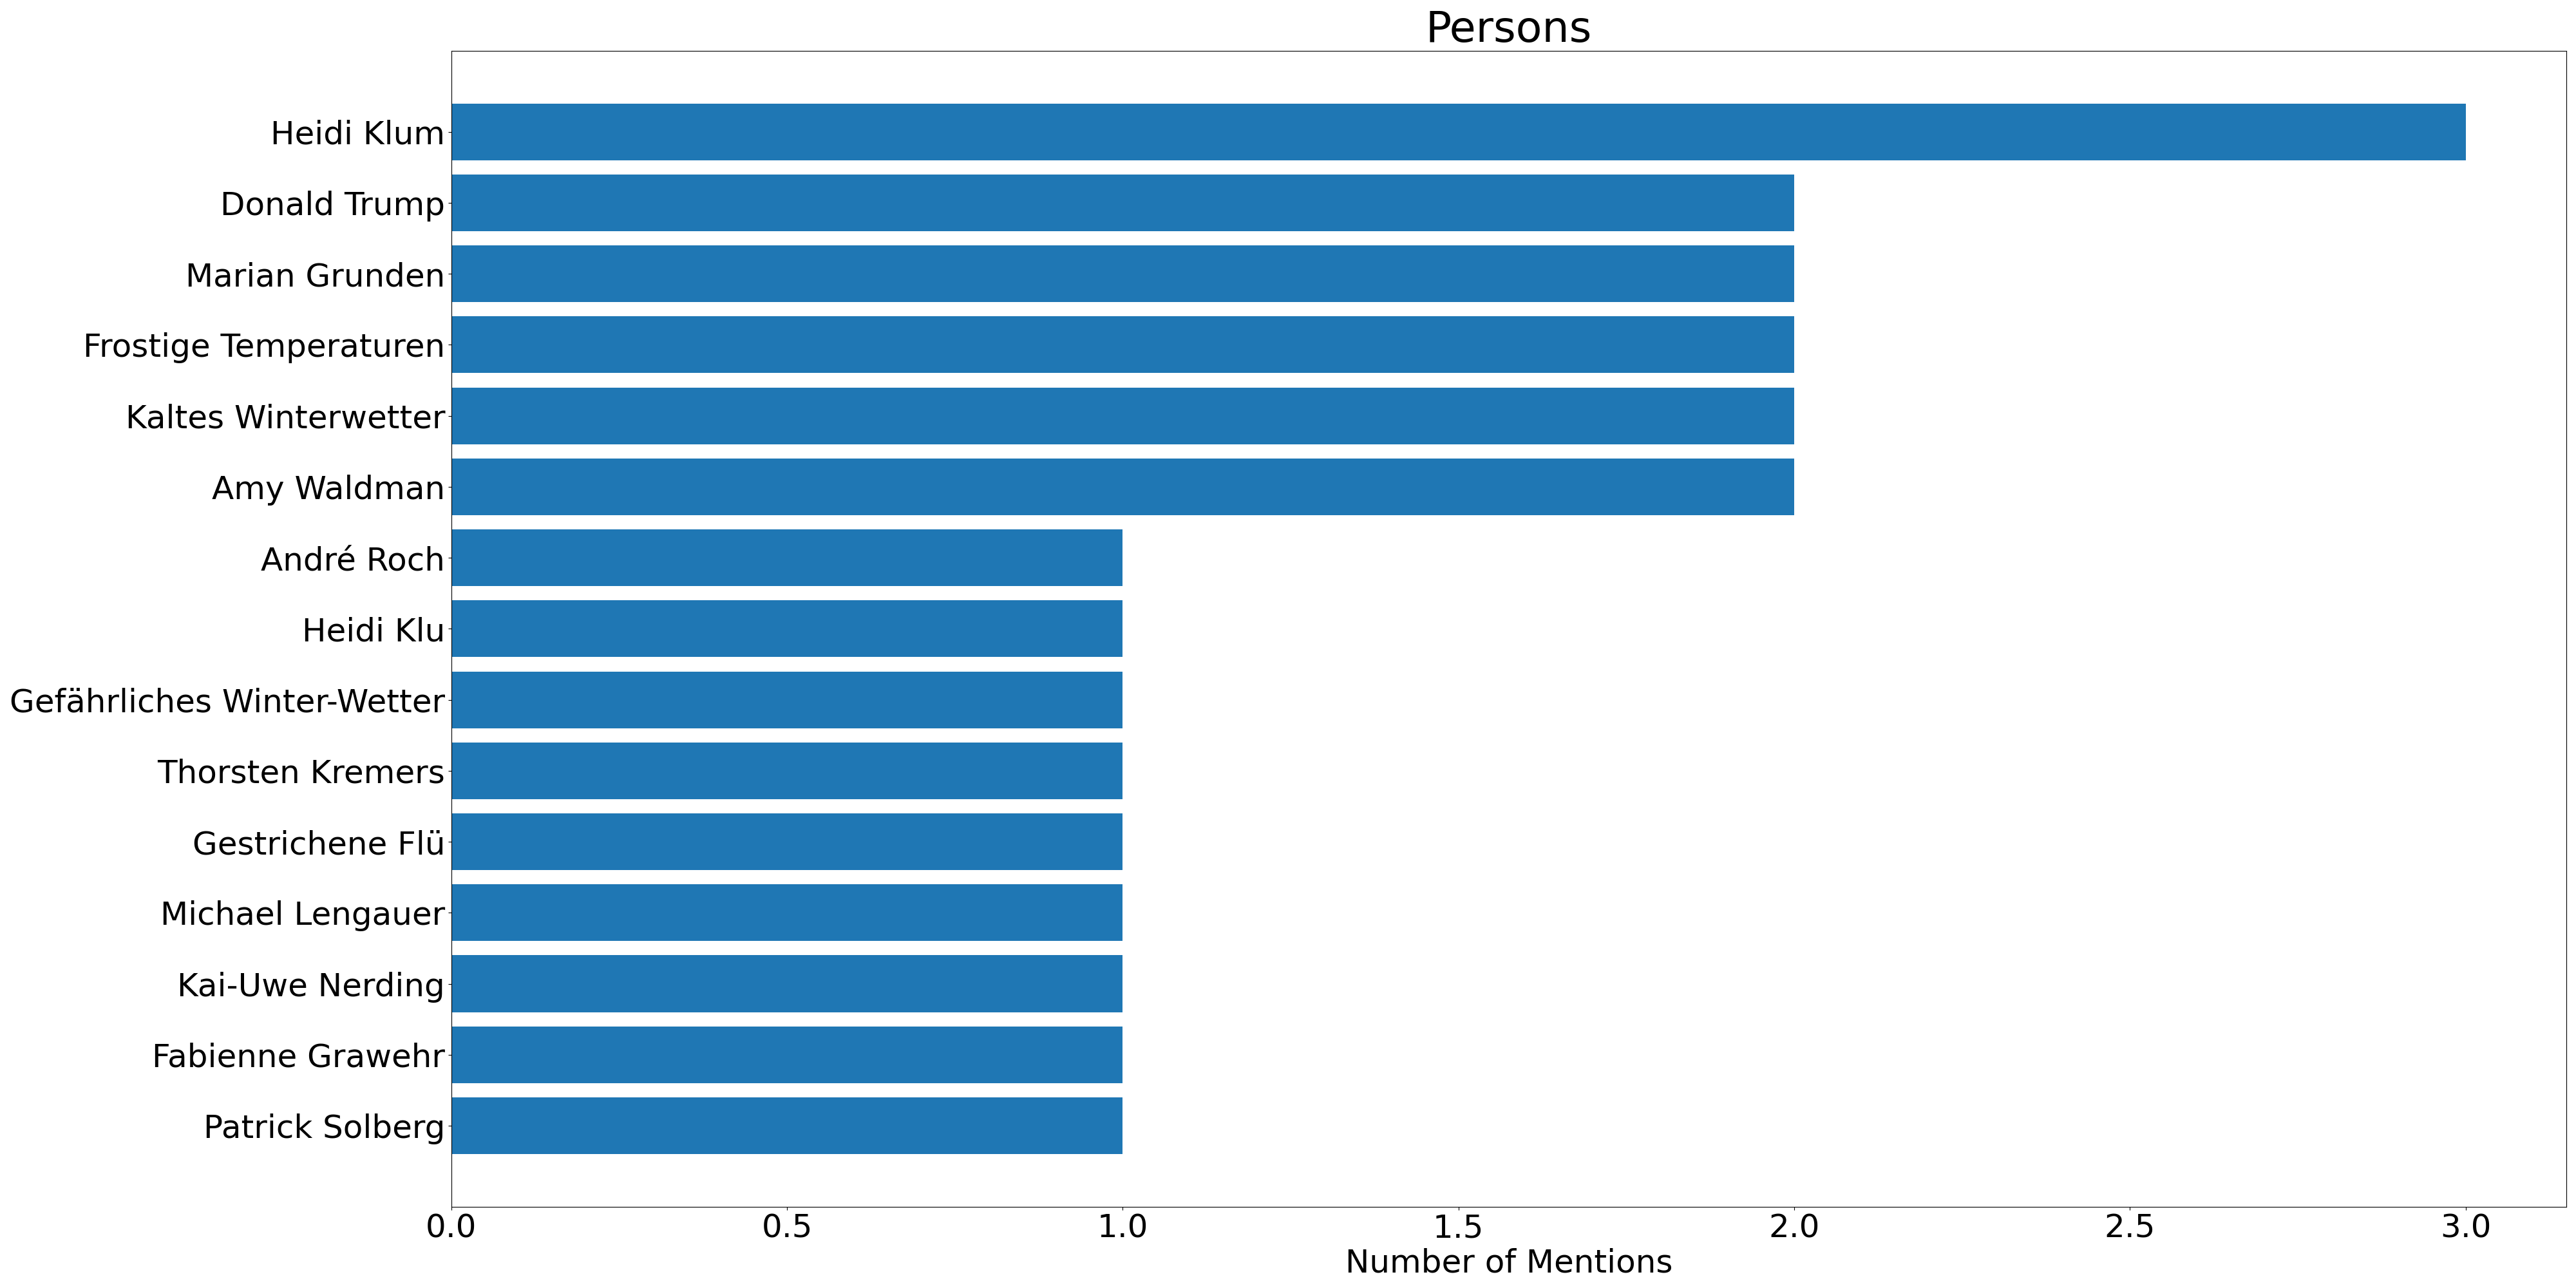 Persons
Heidi Klum
Donald Trump
Marian Grunden
Frostige Temperaturen
Kaltes Winterwetter
Amy Waldman
André Roch
Heidi Klu
Gefährliches Winter-Wetter
Thorsten Kremers
Gestrichene Flü
Michael Lengauer
Kai-Uwe Nerding
Fabienne Grawehr
Patrick Solberg
0.0 0.5 1.0 1.5 2.0 2.5 3.0
Number of Mentions